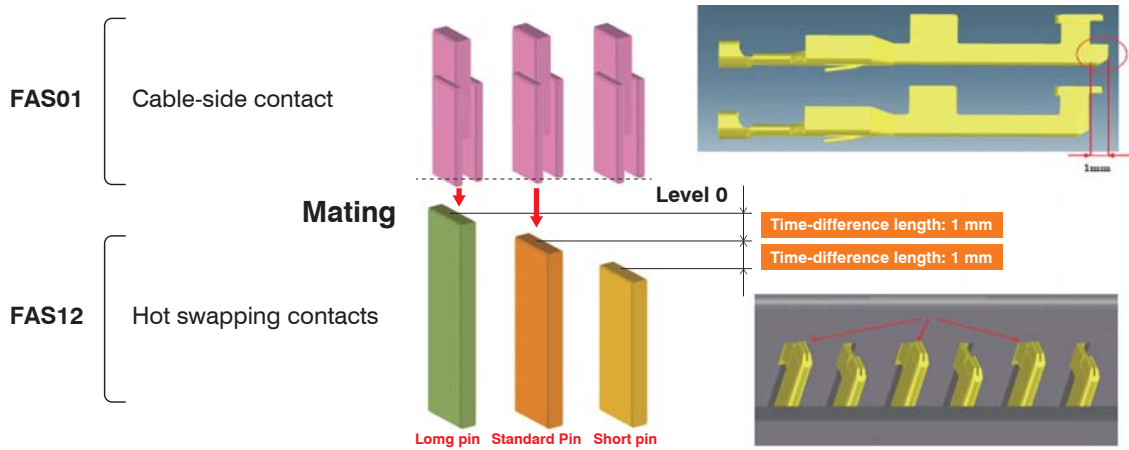 FAS01
Cable-side contact
1mm
Level 0
Mating
Time-difference length: 1 mm
Time-difference length: 1 mm
FAS12
Hot swapping contacts
Lomg pin
Standard Pin
Short pin